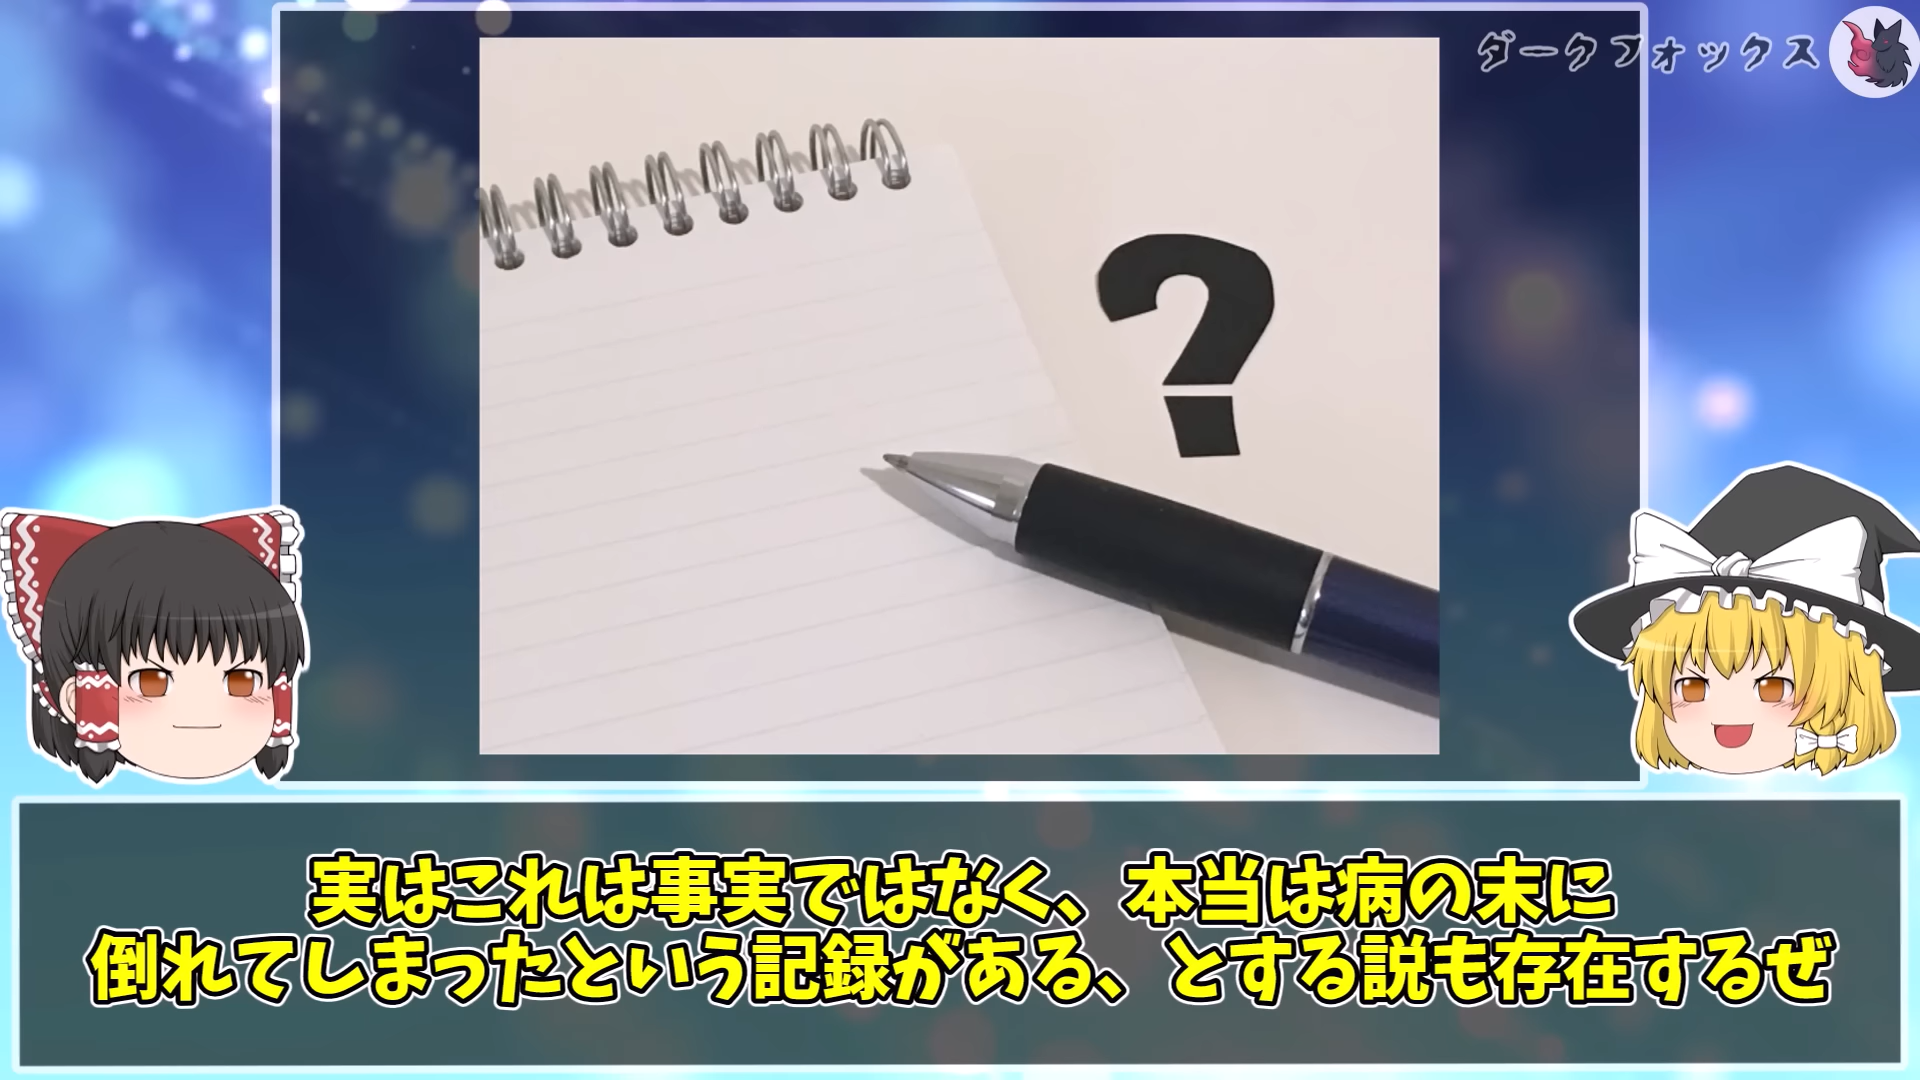 ダークフォックス
?
実はこれは事実ではなく、本当は病の末に
倒れてしまったという記録がある、とする説も存在するぜ